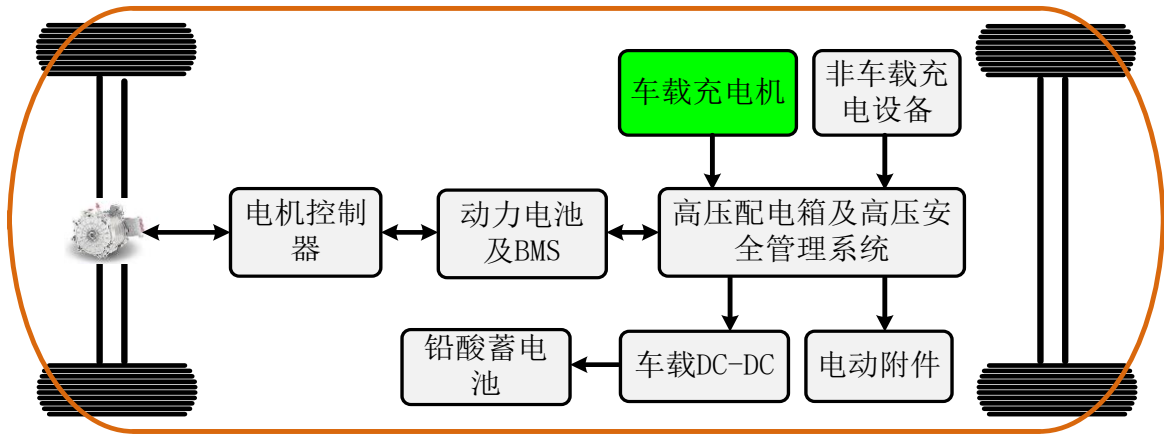 车载充电机
非车载充
电设备
电机控制
器
动力电池
及BMS
高压配电箱及高压安
全管理系统
铅酸蓄电
池
车载DC-DC
电动附件